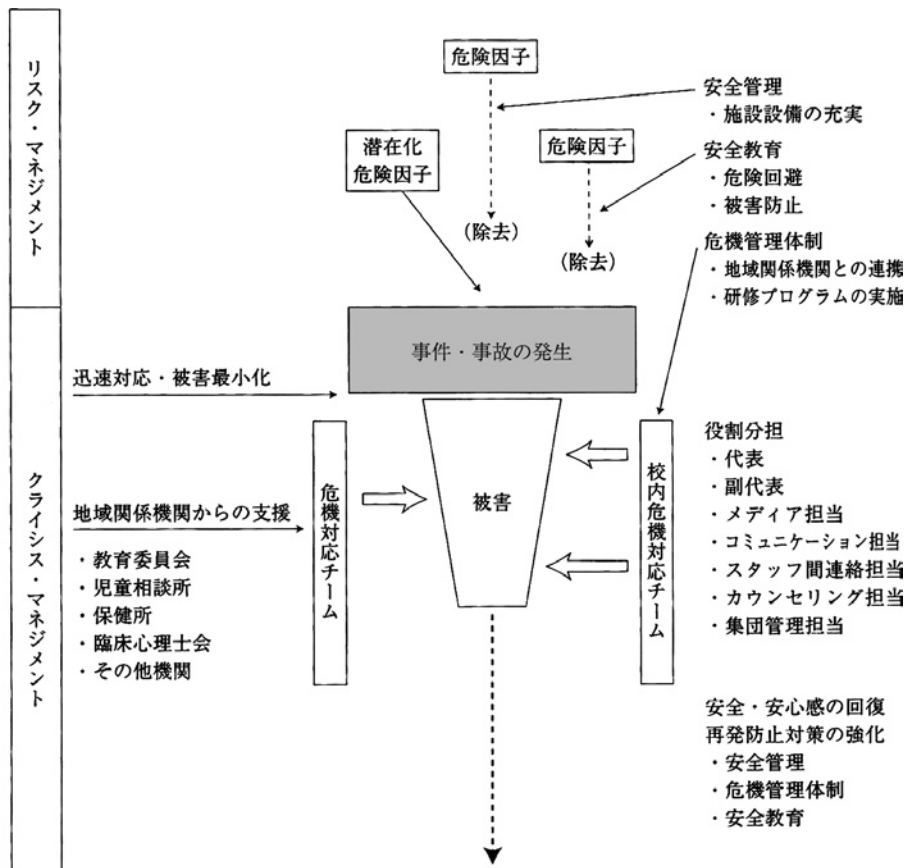 リスク・マネジメント
危険因子
潜在化
危険因子
危険因子
(除去)
(除去)
安全管理
・施設設備の充実
安全教育
・危険回避
・被害防止
危機管理体制
・地域関係機関との連携
・研修プログラムの実施
クライシス・マネジメント
事件・事故の発生
迅速対応・被害最小化
地域関係機関からの支援
・教育委員会
・児童相談所
・保健所
・臨床心理士会
・その他機関
危機対応チーム
被害
校内危機対応チーム
役割分担
・代表
・副代表
・メディア担当
・コミュニケーション担当
・スタッフ間連絡担当
・カウンセリング担当
・集団管理担当
安全・安心感の回復
再発防止対策の強化
・安全管理
・危機管理体制
・安全教育